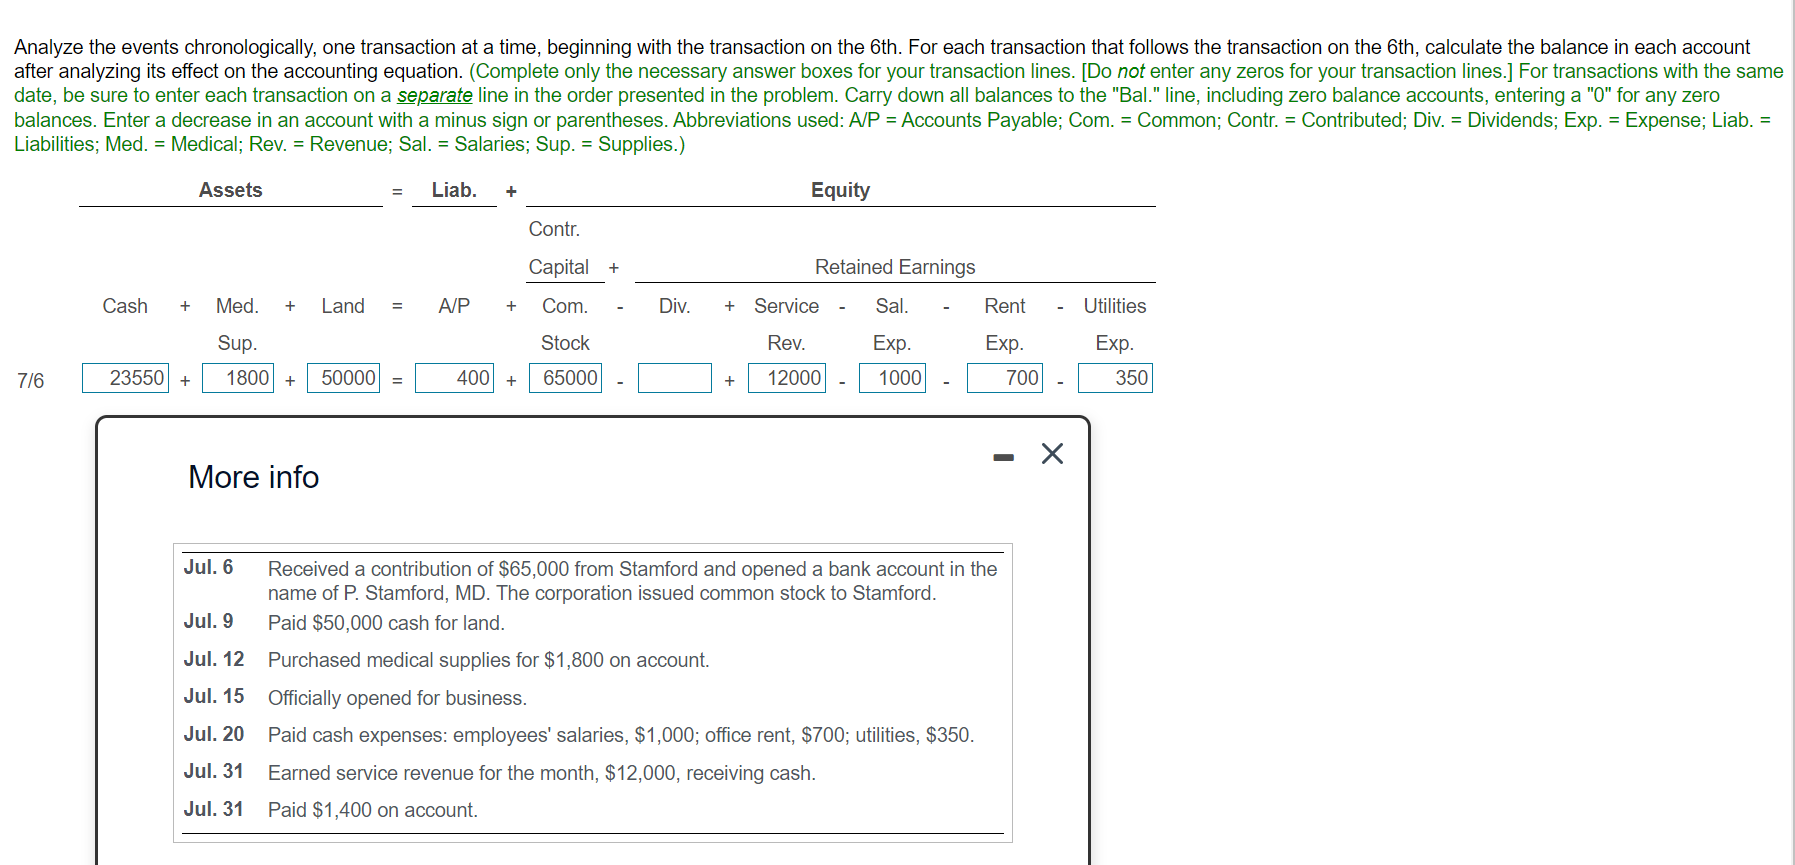 Analyze the events chronologically, one transaction at a time, beginning with the transaction on the 6th. For each transaction that follows the transaction on the 6th, calculate the balance in each account
after analyzing its effect on the accounting equation. (Complete only the necessary answer boxes for your transaction lines. [Do not enter any zeros for your transaction lines.] For transactions with the same
date, be sure to enter each transaction on a separate line in the order presented in the problem. Carry down all balances to the "Bal." line, including zero balance accounts, entering a "0" for any zero
balances. Enter a decrease in an account with a minus sign or parentheses. Abbreviations used: A/P = Accounts Payable; Com. = Common; Contr. = Contributed; Div. = Dividends; Exp. = Expense; Liab. =
Liabilities; Med. = Medical; Rev. = Revenue; Sal. = Salaries; Sup. = Supplies.)
Assets = Liab. + Equity
Contr.
Capital + Retained Earnings
Cash + Med. + Land = A/P + Com. - Div. + Service - Sal. - Rent - Utilities
Sup. Stock Rev. Exp. Exp. Exp.
7/6 23550 + 1800 + 50000 = 400 + 65000 - + 12000 - 1000 - 700 - 350
More info
Jul. 6 Received a contribution of $65,000 from Stamford and opened a bank account in the
name of P. Stamford, MD. The corporation issued common stock to Stamford.
Jul. 9 Paid $50,000 cash for land.
Jul. 12 Purchased medical supplies for $1,800 on account.
Jul. 15 Officially opened for business.
Jul. 20 Paid cash expenses: employees' salaries, $1,000; office rent, $700; utilities, $350.
Jul. 31 Earned service revenue for the month, $12,000, receiving cash.
Jul. 31 Paid $1,400 on account.